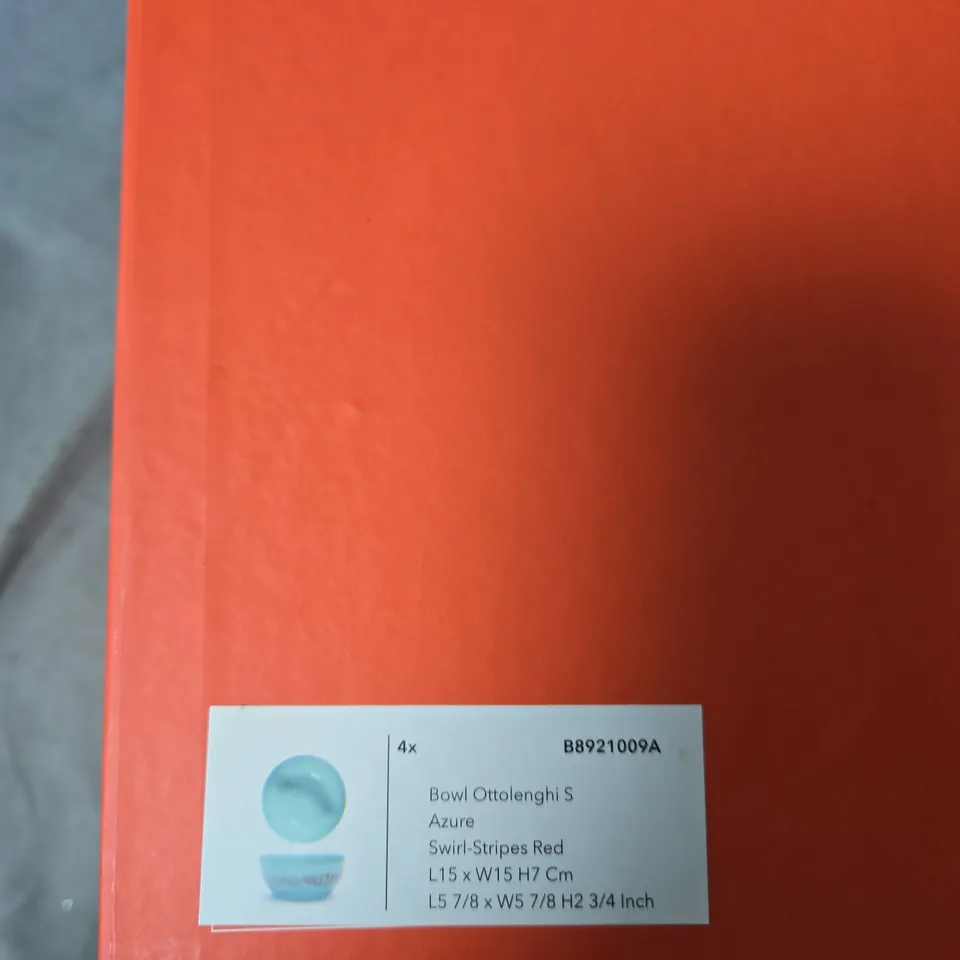 4x B8921009A
Bowl Ottolenghi S
Azure
Swirl-Stripes Red
L15 x W15 H7 Cm
L5 7/8 x W5 7/8 H2 3/4 Inch